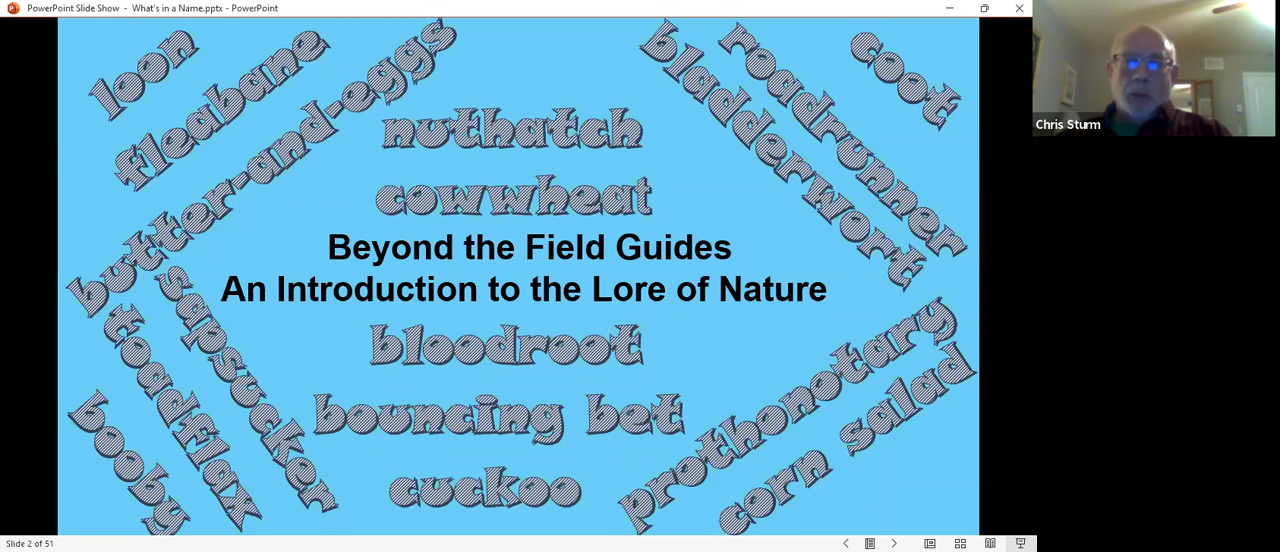 PowerPoint Slide Show - What's in a Name.pptx - PowerPoint
loon
fleabane
butter-and-eggs
nuthatch
cowwheat
bladderwort
roadrunner
coot
Beyond the Field Guides
An Introduction to the Lore of Nature
sapsucker
toadflax
booby
bloodroot
bouncing bet
cuckoo
prothonotary
corn salad
Chris Sturm
Slide 2 of 51